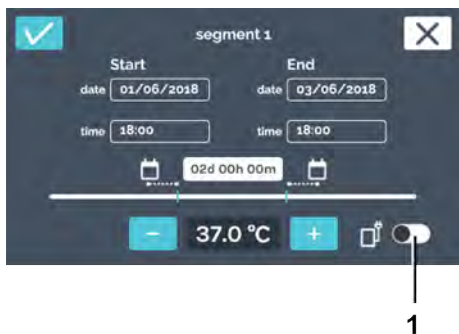 segment 1
Start End
date 01/06/2018 date 03/06/2018
time 18:00 time 18:00
02d 00h 00m
− 37.0 °C +
1